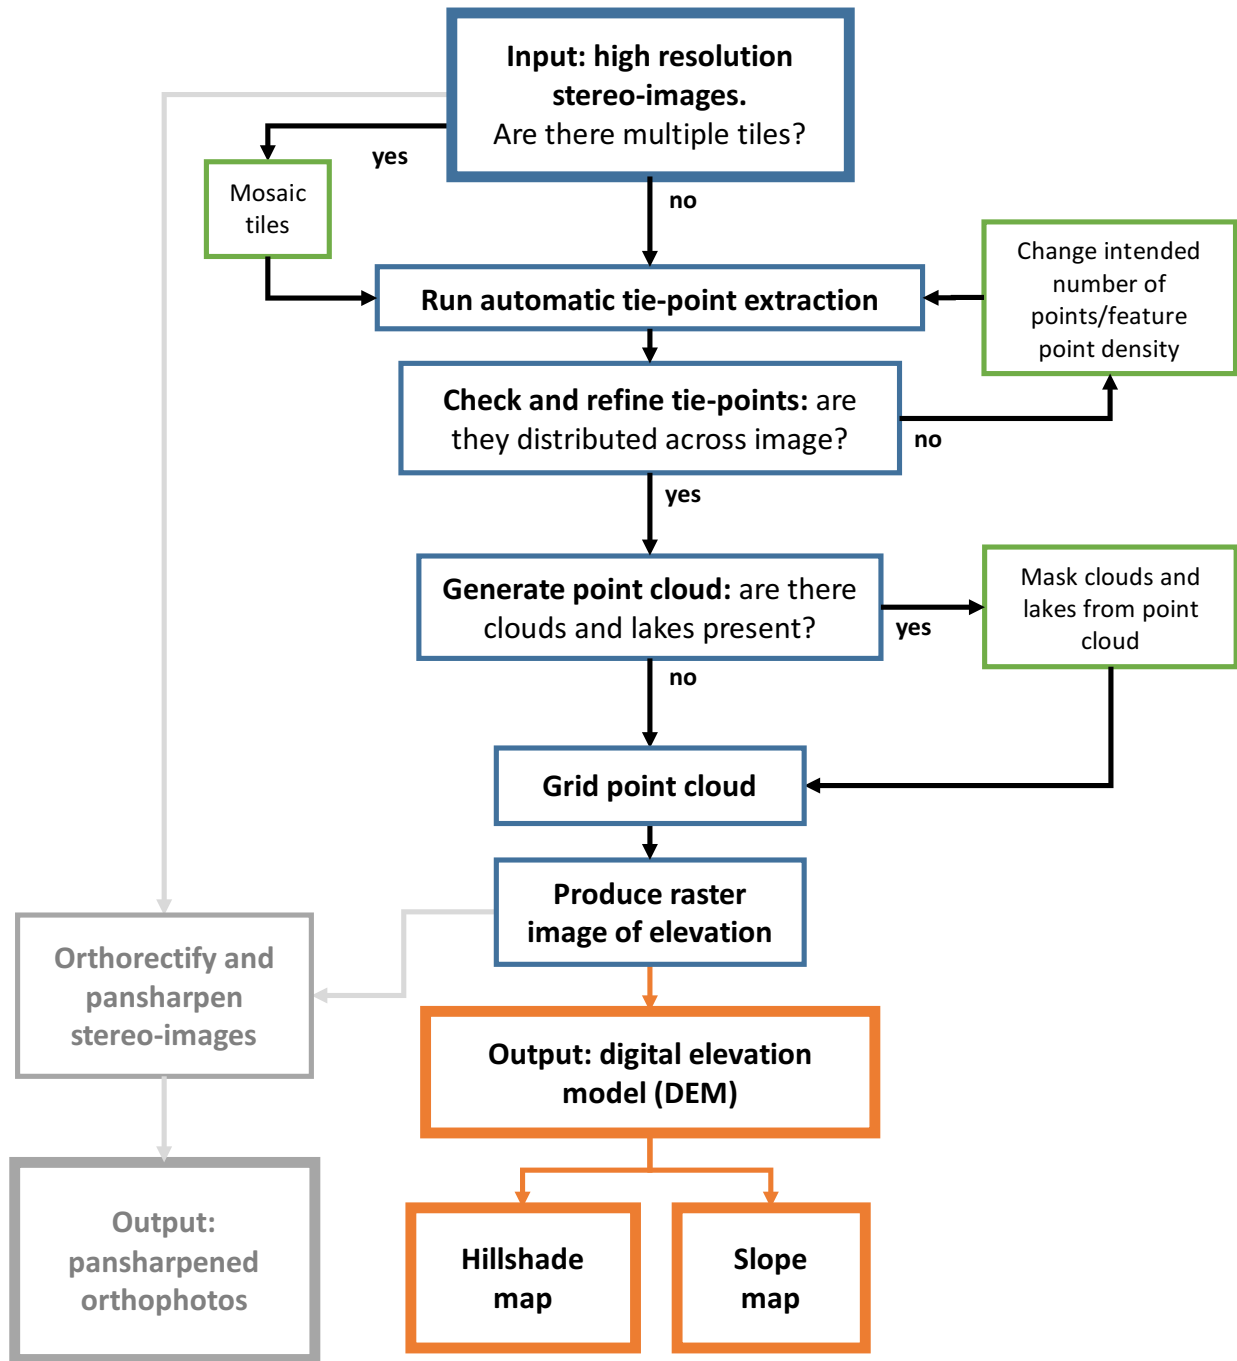 Input: high resolution
stereo-images.
Are there multiple tiles?
yes
no
Mosaic
tiles
Change intended
number of
points/feature
point density
Run automatic tie-point extraction
Check and refine tie-points: are
they distributed across image?
no
yes
Generate point cloud: are there
clouds and lakes present?
yes
no
Mask clouds and
lakes from point
cloud
Grid point cloud
Produce raster
image of elevation
Orthorectify and
pansharpen
stereo-images
Output: digital elevation
model (DEM)
Output:
pansharpened
orthophotos
Hillshade
map
Slope
map